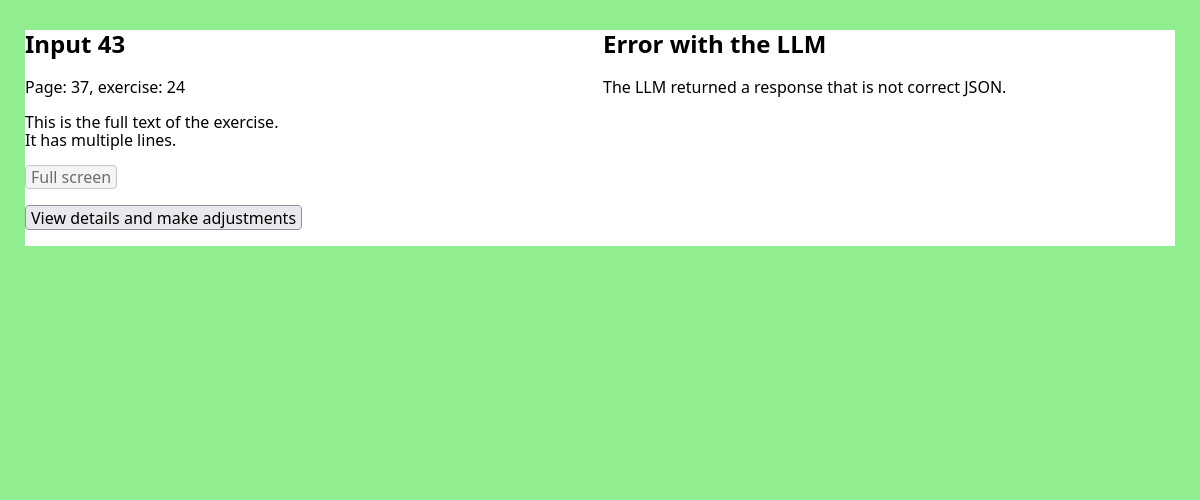 Input 43
Page: 37, exercise: 24
This is the full text of the exercise.
It has multiple lines.
Full screen
View details and make adjustments
Error with the LLM
The LLM returned a response that is not correct JSON.